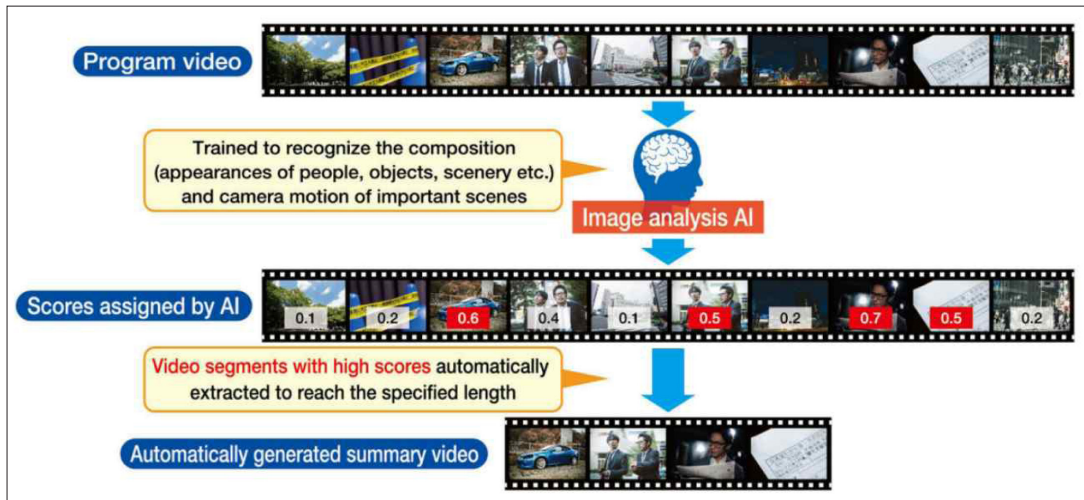 Program video
Trained to recognize the composition
(appearances of people, objects, scenery etc.)
and camera motion of important scenes
Image analysis AI
Scores assigned by AI
0.1
0.2
0.6
0.4
0.1
0.5
0.2
0.7
0.5
0.2
Video segments with high scores automatically
extracted to reach the specified length
Automatically generated summary video